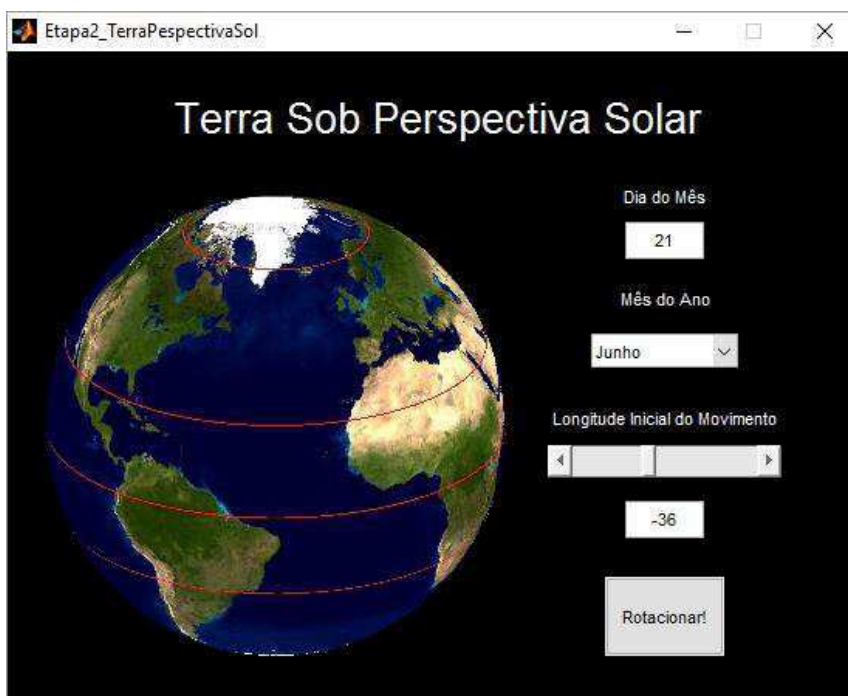 Etapa2_TerraPespectivaSol
Terra Sob Perspectiva Solar
Dia do Mês
21
Mês do Ano
Junho
Longitude Inicial do Movimento
-36
Rotacionar!